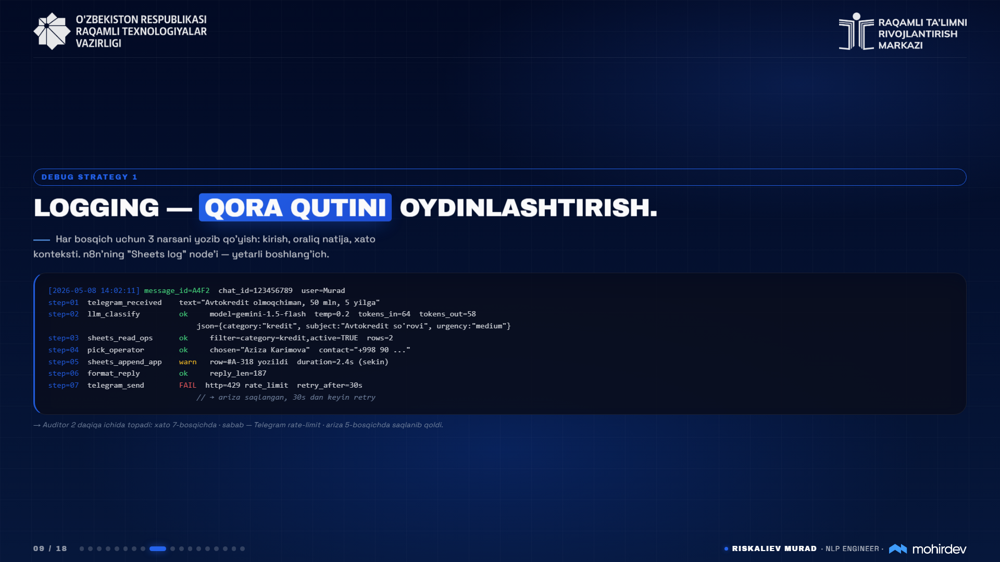 O'ZBEKISTON RESPUBLIKASI
RAQAMLI TEXNOLOGIYALAR
VAZIRLIGI
RAQAMLI TA'LIMNI
RIVOJLANTIRISH
MARKAZI
DEBUG STRATEGY 1
LOGGING — QORA QUTINI OYDINLASHTIRISH.
Har bosqich uchun 3 narsani yozib qo’yish: kirish, oraliq natija, xato
konteksti. n8n’ning ”Sheets log” node’i — yetarli boshlang’ich.
[2026-05-08 14:02:11] message_id=A4F2 chat_id=123456789 user=Murad
step=01 telegram_received text="Avtokredit olmoqchiman, 50 mln, 5 yilga"
step=02 llm_classify ok model=gemini-1.5-flash temp=0.2 tokens_in=64 tokens_out=58
json={category:"kredit", subject:"Avtokredit so'rovi", urgency:"medium"}
step=03 sheets_read_ops ok filter=category=kredit,active=TRUE rows=2
step=04 pick_operator ok chosen="Aziza Karimova" contact="+998 90 ..."
step=05 sheets_append_app warn row=#A-318 yozildi duration=2.4s (sekin)
step=06 format_reply ok reply_len=187
step=07 telegram_send FAIL http=429 rate_limit retry_after=30s
// → ariza saqlangan, 30s dan keyin retry
→ Auditor 2 daqiqa ichida topadi: xato 7-bosqichda · sabab — Telegram rate-limit · ariza 5-bosqichda saqlanib qoldi.
09 / 18
RISKALIEV MURAD · NLP ENGINEER · mohirdev